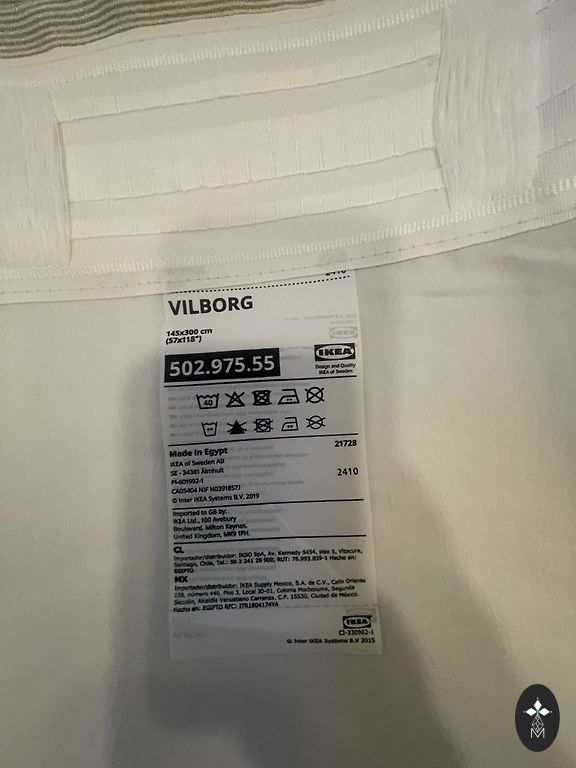 2410
VILBORG
145x300 cm
(57x118")
502.975.55
IKEA
Design and Quality
IKEA of Sweden
40
Made in Egypt
21728
IKEA of Sweden AB
SE - 34381 Älmhult
2410
PI-601992-1
CA05404 NIF N0391857J
© Inter IKEA Systems B.V. 2019
Imported to GB by:
IKEA Ltd., 100 Avebury
Boulevard, Milton Keynes,
United Kingdom, MK9 1FH.
CL
Importador/distribuidor: IKSO SpA, Av. Kennedy 5454, piso 5, Vitacura,
Santiago, Chile, Tel.: 56 2 241 28 900, RUT: 76.993.859-1 Hecho en:
EGIPTO
MX
Importador/distribuidor: IKEA Supply Mexico, S.A. de C.V., Calle Oriente
158, número 440, Piso 3, Local JO-01, Colonia Moctezuma, Segunda
Sección, Alcaldía Venustiano Carranza, C.P. 15530, Ciudad de México.
Hecho en: EGIPTO RFC: ITR1804174YA
IKEA
CI-330982-1
© Inter IKEA Systems B.V. 2015
M